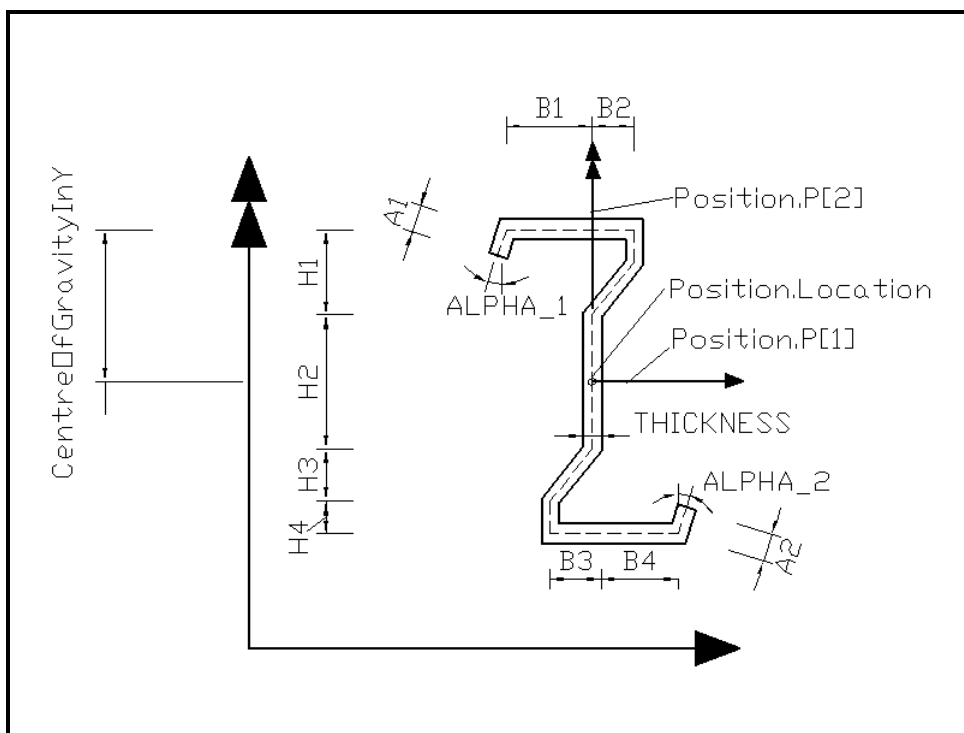 B1
B2
Position.P[2]
A1
CentreOfGravityInY
H1
ALPHA_1
Position.Location
Position.P[1]
H2
THICKNESS
H3
ALPHA_2
H4
A2
B3
B4